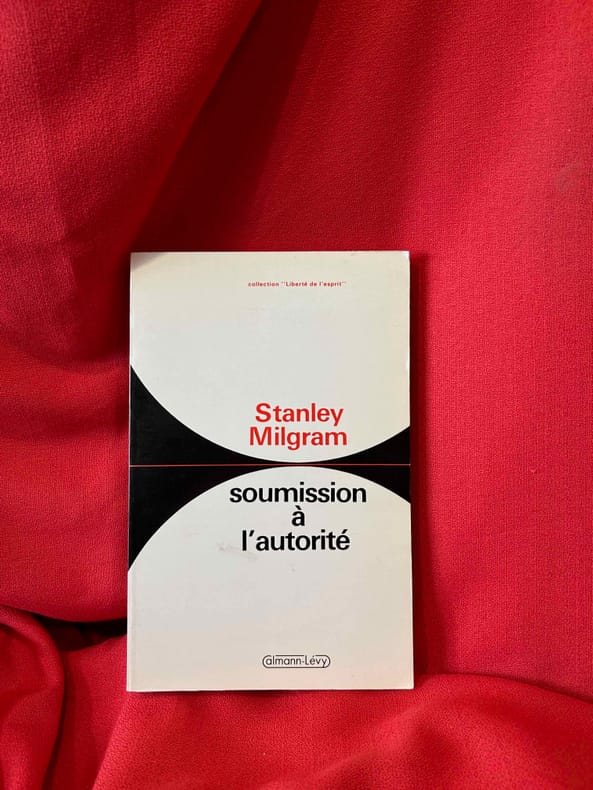 collection "Liberté de l'esprit"
Stanley
Milgram
soumission
à
l'autorité
Calmann-Lévy